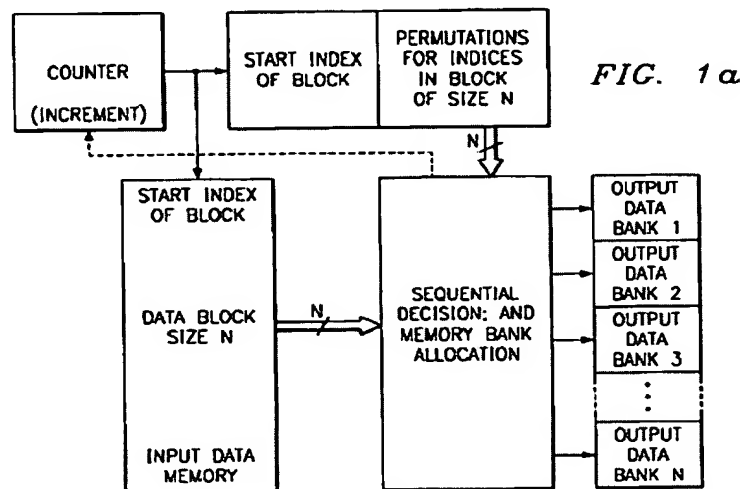 COUNTER
(INCREMENT)
START INDEX
OF BLOCK
PERMUTATIONS
FOR INDICES
IN BLOCK
OF SIZE N
FIG. 1a
N
START INDEX
OF BLOCK
DATA BLOCK
SIZE N
INPUT DATA
MEMORY
N
SEQUENTIAL
DECISION; AND
MEMORY BANK
ALLOCATION
OUTPUT
DATA
BANK 1
OUTPUT
DATA
BANK 2
OUTPUT
DATA
BANK 3
OUTPUT
DATA
BANK N